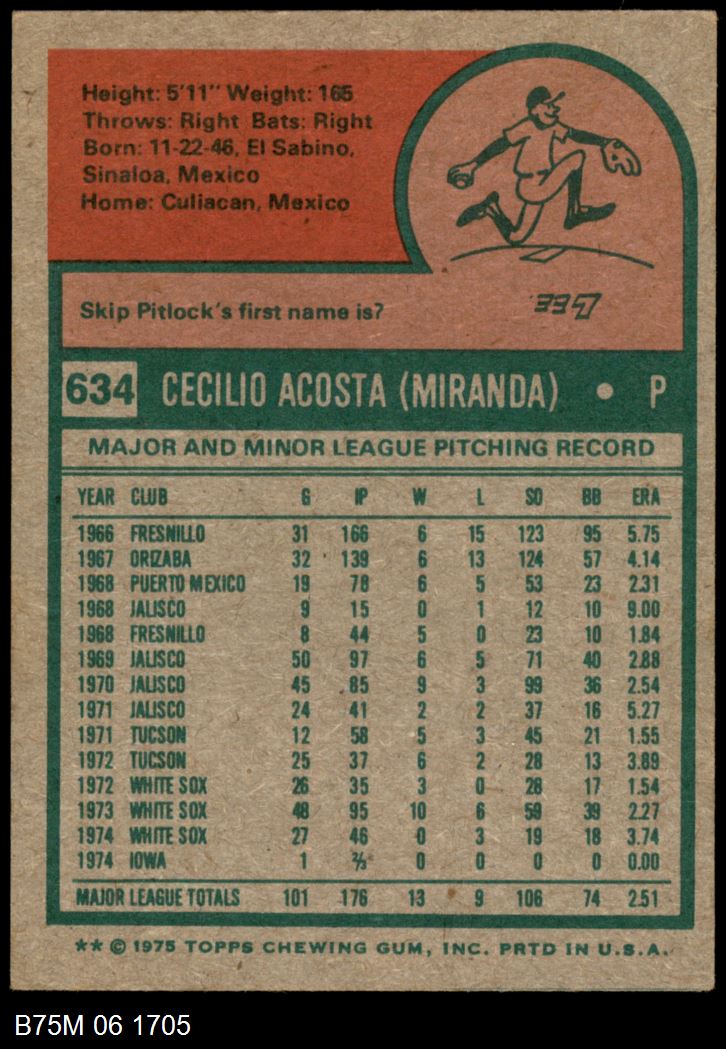 Height: 5'11" Weight: 165
Throws: Right Bats: Right
Born: 11-22-46, El Sabino,
Sinaloa, Mexico
Home: Culiacan, Mexico
Skip Pitlock's first name is?
LEE
634 CECILIO ACOSTA (MIRANDA) • P
MAJOR AND MINOR LEAGUE PITCHING RECORD
YEAR CLUB G IP W L SO BB ERA
1966 FRESNILLO 31 166 6 15 123 95 5.75
1967 ORIZABA 32 139 6 13 124 57 4.14
1968 PUERTO MEXICO 19 78 6 5 53 23 2.31
1968 JALISCO 9 15 0 1 12 10 9.00
1968 FRESNILLO 8 44 5 0 23 10 1.84
1969 JALISCO 50 97 6 5 71 40 2.88
1970 JALISCO 45 85 9 3 99 36 2.54
1971 JALISCO 24 41 2 2 37 16 5.27
1971 TUCSON 12 58 5 3 45 21 1.55
1972 TUCSON 25 37 6 2 28 13 3.89
1972 WHITE SOX 26 35 3 0 28 17 1.54
1973 WHITE SOX 48 95 10 6 59 39 2.27
1974 WHITE SOX 27 46 0 3 19 18 3.74
1974 IOWA 1 ⅔ 0 0 0 0 0.00
MAJOR LEAGUE TOTALS 101 176 13 9 106 74 2.51
** © 1975 TOPPS CHEWING GUM, INC. PRTD IN U.S.A.
B75M 06 1705